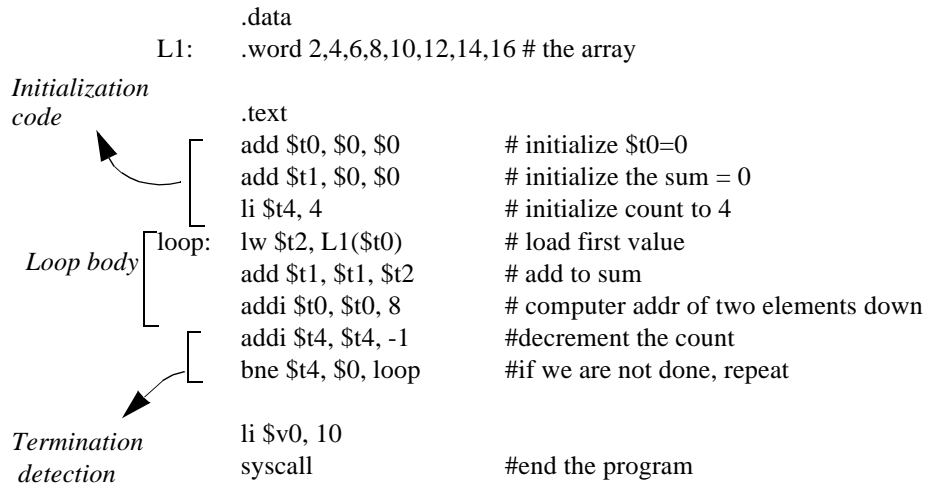 .data
L1: .word 2,4,6,8,10,12,14,16 # the array
Initialization
code
.text
add $t0, $0, $0 # initialize $t0=0
add $t1, $0, $0 # initialize the sum = 0
li $t4, 4 # initialize count to 4
loop: lw $t2, L1($t0) # load first value
Loop body
add $t1, $t1, $t2 # add to sum
addi $t0, $t0, 8 # computer addr of two elements down
addi $t4, $t4, -1 #decrement the count
bne $t4, $0, loop #if we are not done, repeat
Termination
detection
li $v0, 10
syscall #end the program